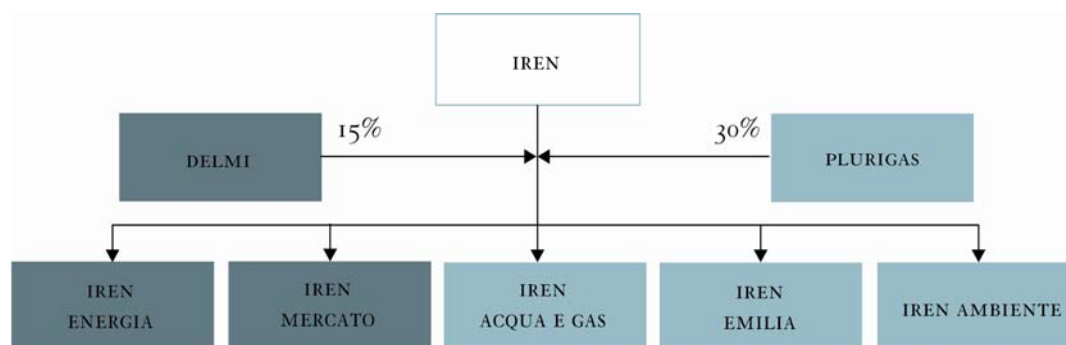 IREN
15%
30%
DELMI
PLURIGAS
IREN
ENERGIA
IREN
MERCATO
IREN
ACQUA E GAS
IREN
EMILIA
IREN AMBIENTE